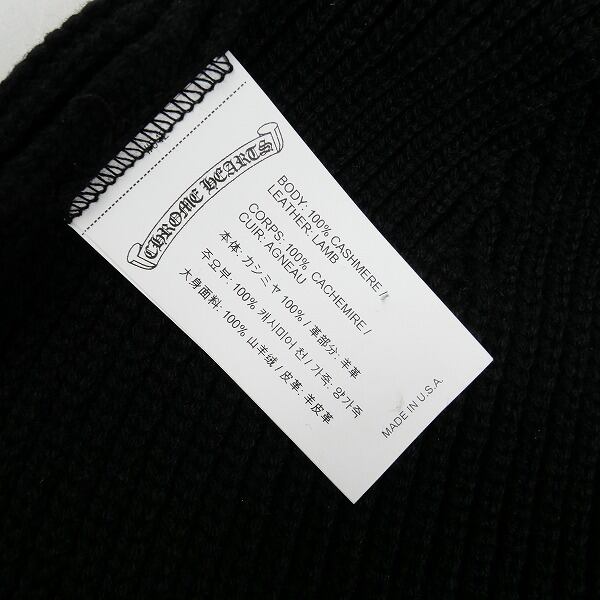 CHROME HEARTS
BODY: 100% CASHMERE /
LEATHER: LAMB
CORPS: 100% CACHEMIRE /
CUIR: AGNEAU
本体: カシミヤ 100% / 革部分: 羊革
주요부: 100% 캐시미어 천 / 가죽: 양가죽
大身面料: 100% 山羊绒 / 皮革: 羊皮革
MADE IN U.S.A.